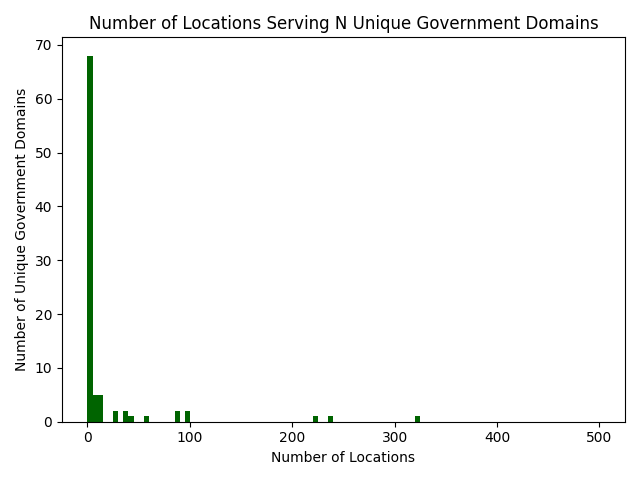 Number of Locations Serving N Unique Government Domains
70
60
50
40
30
20
10
0
Number of Unique Government Domains
0 100 200 300 400 500
Number of Locations